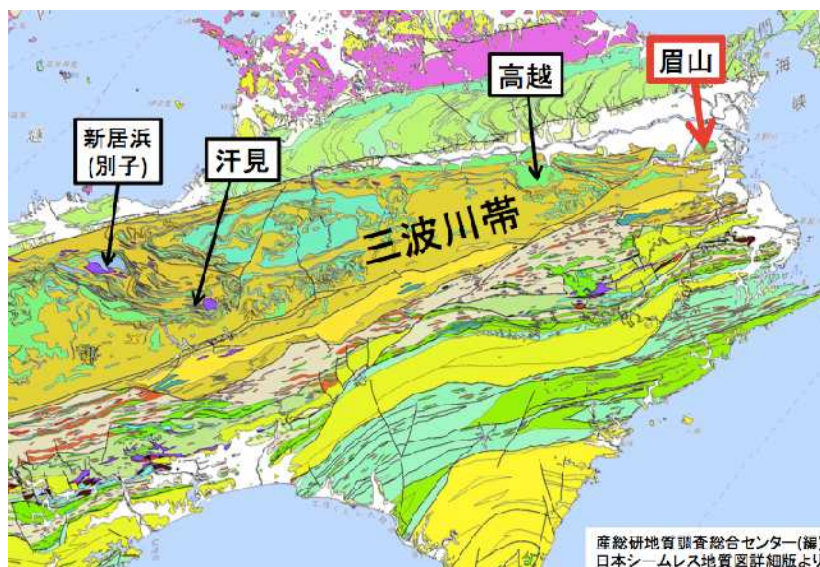 眉山
高越
新居浜
(別子)
汗見
三波川帯
海
峡
産総研地質調査総合センター(編)
日本シームレス地質図詳細版より